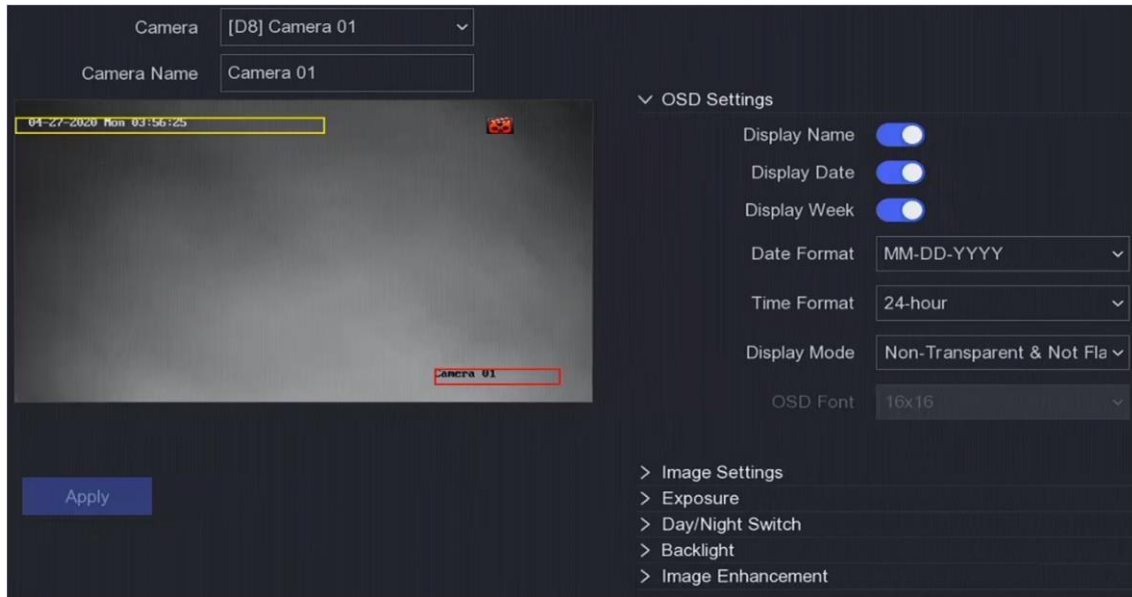 Camera [D8] Camera 01
Camera Name Camera 01
04-27-2020 Mon 03:56:25
Camera 01
Apply
OSD Settings
Display Name
Display Date
Display Week
Date Format MM-DD-YYYY
Time Format 24-hour
Display Mode Non-Transparent & Not Fla
OSD Font 16x16
Image Settings
Exposure
Day/Night Switch
Backlight
Image Enhancement